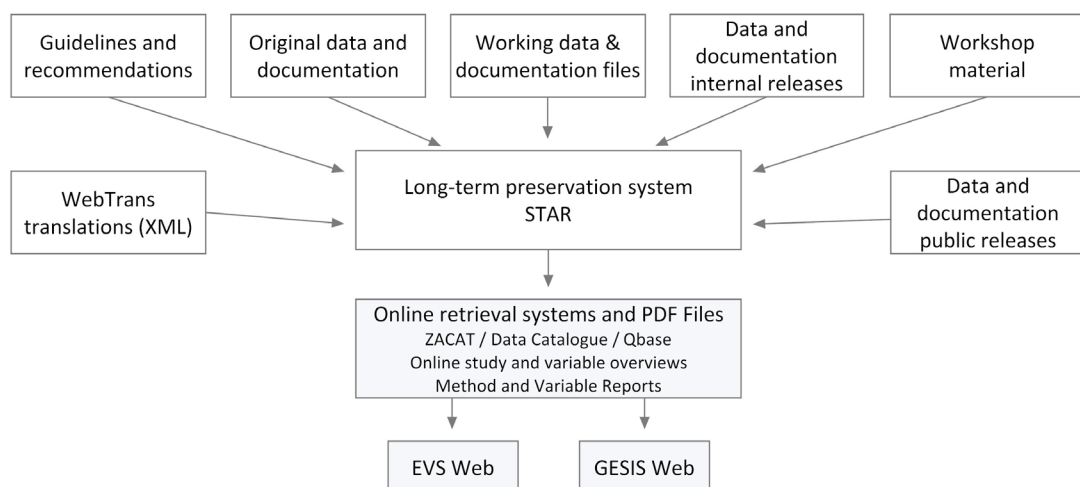 Guidelines and
recommendations
Original data and
documentation
Working data &
documentation files
Data and
documentation
internal releases
Workshop
material
WebTrans
translations (XML)
Long-term preservation system
STAR
Data and
documentation
public releases
Online retrieval systems and PDF Files
ZACAT / Data Catalogue / Qbase
Online study and variable overviews
Method and Variable Reports
EVS Web
GESIS Web